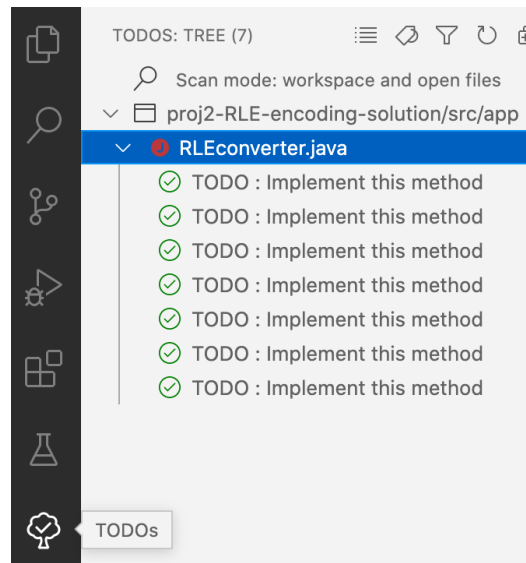 TODOS: TREE (7)
Scan mode: workspace and open files
proj2-RLE-encoding-solution/src/app
J RLEconverter.java
TODO : Implement this method
TODO : Implement this method
TODO : Implement this method
TODO : Implement this method
TODO : Implement this method
TODO : Implement this method
TODO : Implement this method
TODOs